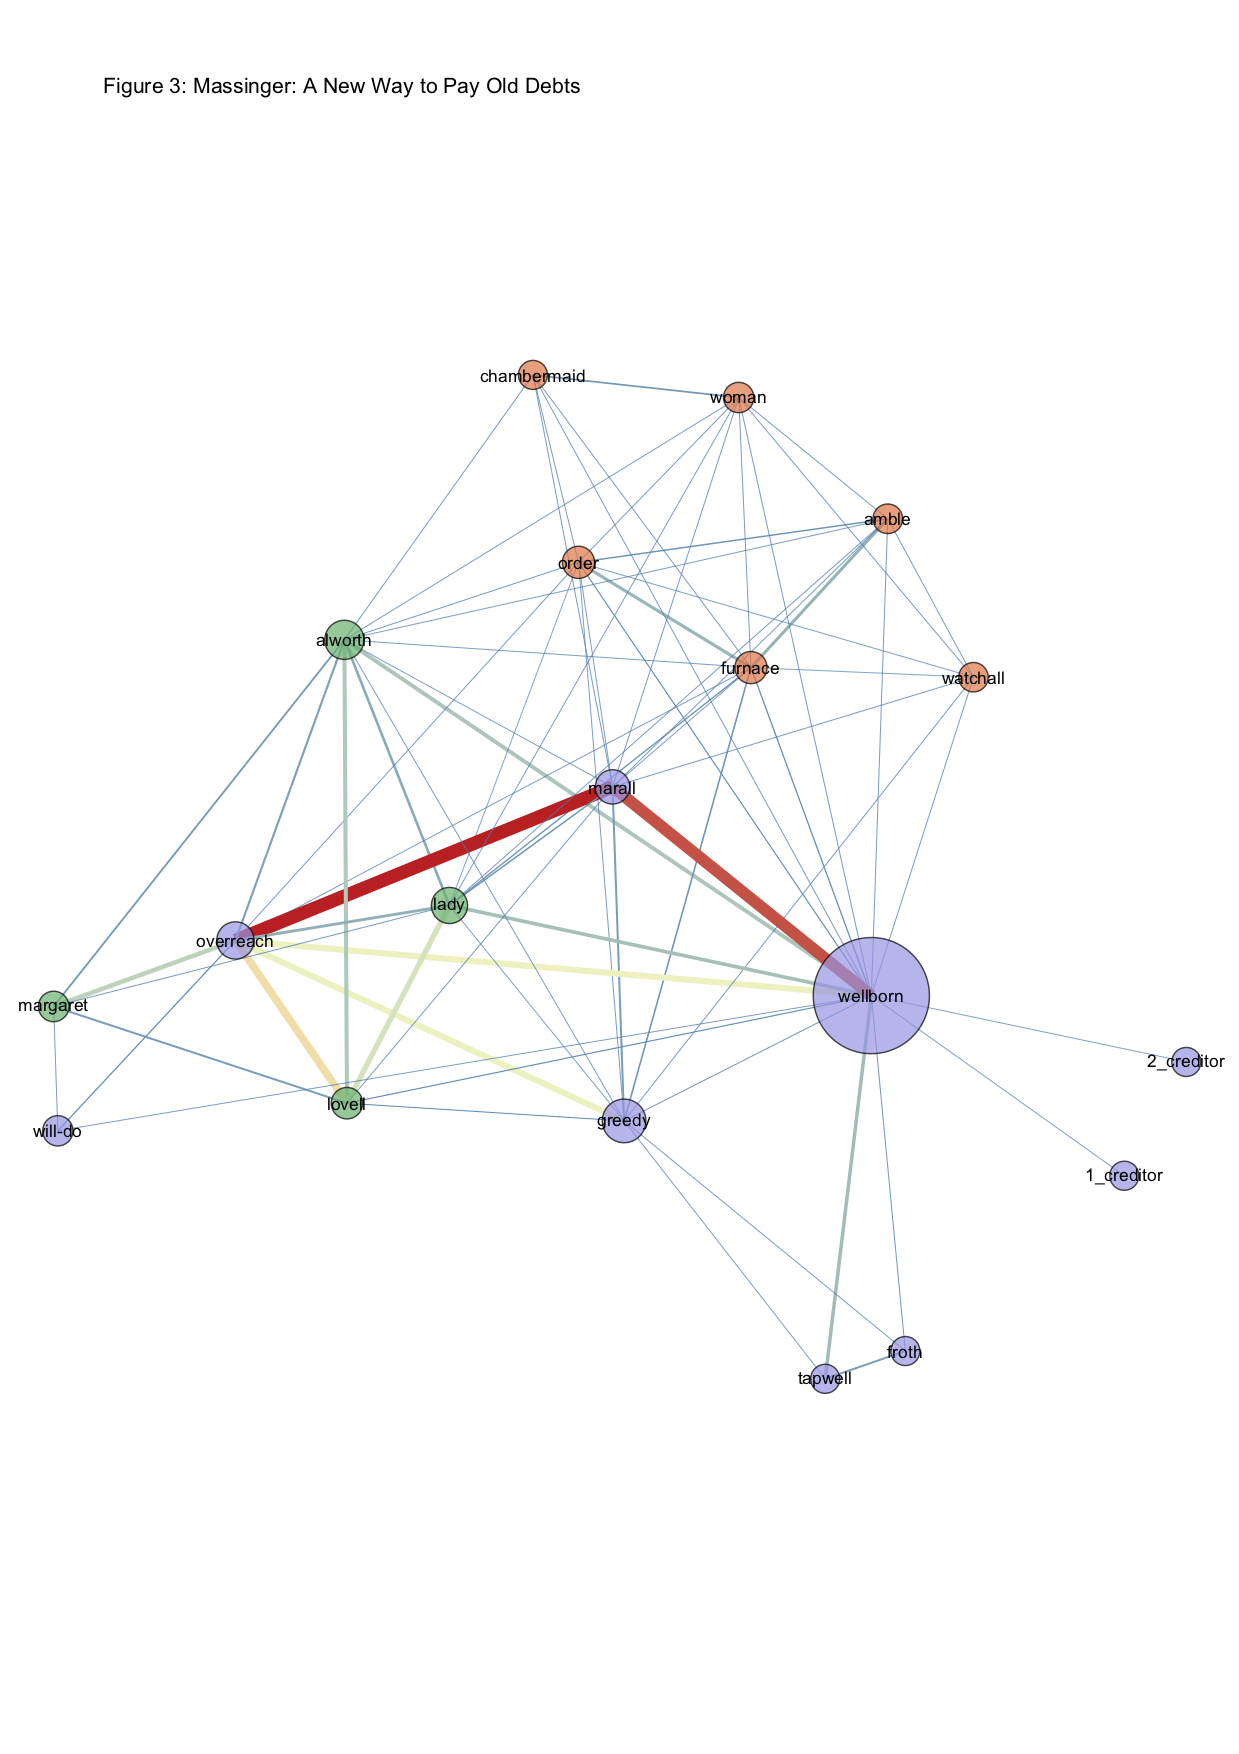 Figure 3: Massinger: A New Way to Pay Old Debts
chambermaid
woman
amble
order
alworth
furnace
watchall
marall
lady
overreach
wellborn
margaret
2_creditor
lovell
greedy
will-do
1_creditor
froth
tapwell